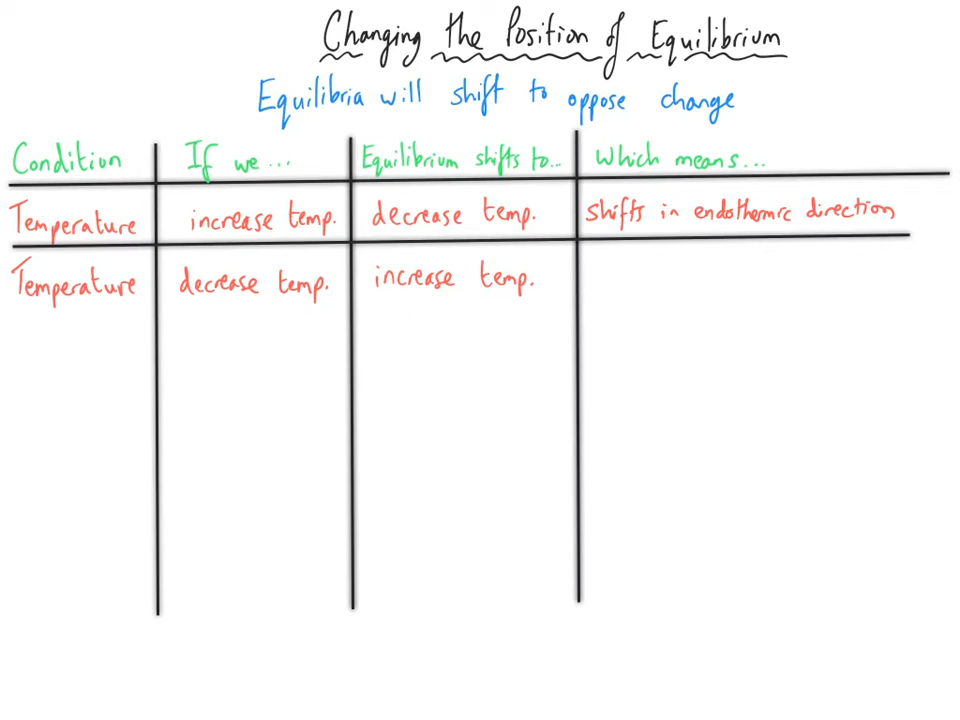 Changing the Position of Equilibrium
Equilibria will shift to oppose change
Condition If we ... Equilibrium shifts to... Which means...
Temperature increase temp. decrease temp. Shifts in endothermic direction
Temperature decrease temp. increase temp.